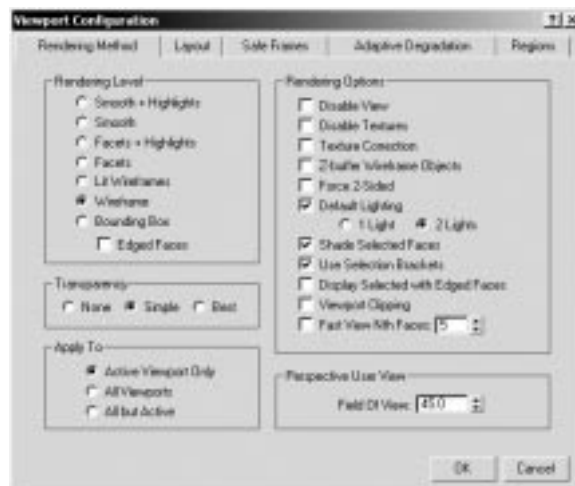 Viewport Configuration
Rendering Method Layout Safe Frames Adaptive Degradation Regions
Rendering Level
Smooth + Highlights
Smooth
Facets + Highlights
Facets
Lit Wireframes
Wireframe
Bounding Box
Edged Faces
Transparency
None Simple Best
Apply To
Active Viewport Only
All Viewports
All but Active
Rendering Options
Disable View
Disable Textures
Texture Correction
Z-buffer Wireframe Objects
Force 2-Sided
Default Lighting
1 Light 2 Lights
Shade Selected Faces
Use Selection Brackets
Display Selected with Edged Faces
Viewport Clipping
Fast View Nth Faces: 5
Perspective User View
Field Of View: 45.0
OK Cancel